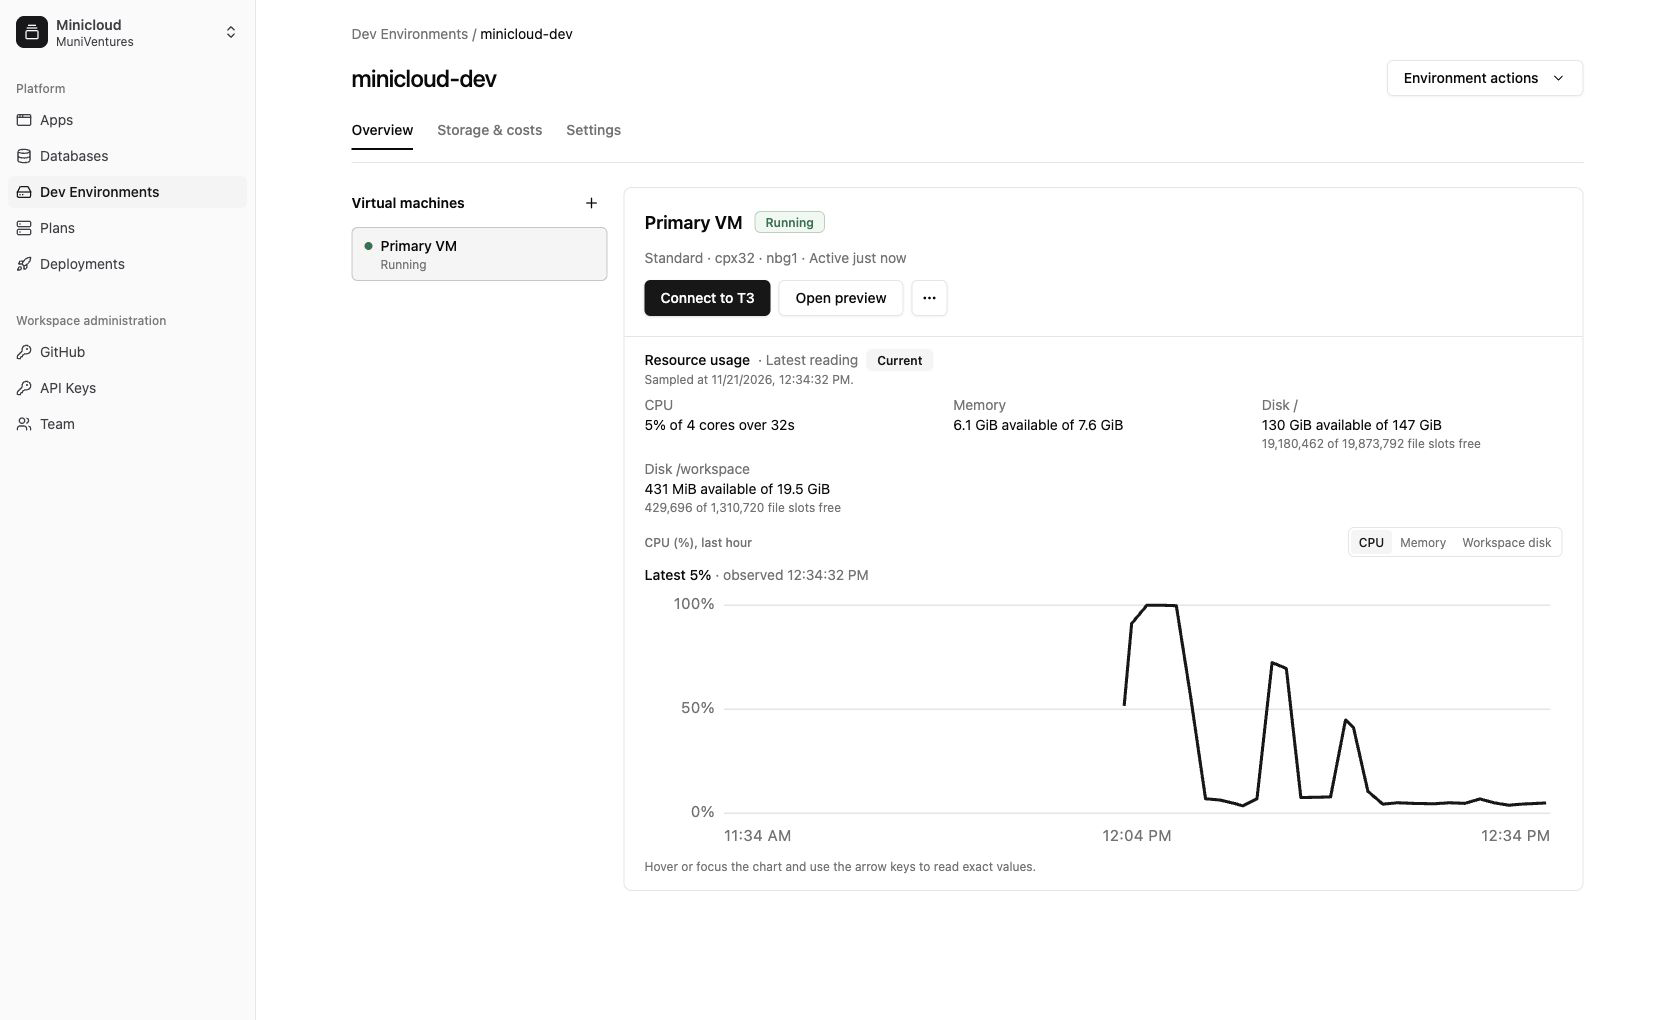 Minicloud
MuniVentures
Platform
Apps
Databases
Dev Environments
Plans
Deployments
Workspace administration
GitHub
API Keys
Team
Dev Environments / minicloud-dev
minicloud-dev
Environment actions
Overview
Storage & costs
Settings
Virtual machines
Primary VM
Running
Primary VM
Running
Standard · cpx32 · nbg1 · Active just now
Connect to T3
Open preview
Resource usage · Latest reading
Current
Sampled at 11/21/2026, 12:34:32 PM.
CPU
5% of 4 cores over 32s
Memory
6.1 GiB available of 7.6 GiB
Disk /
130 GiB available of 147 GiB
19,180,462 of 19,873,792 file slots free
Disk /workspace
431 MiB available of 19.5 GiB
429,696 of 1,310,720 file slots free
CPU (%), last hour
CPU
Memory
Workspace disk
Latest 5% · observed 12:34:32 PM
100%
50%
0%
11:34 AM
12:04 PM
12:34 PM
Hover or focus the chart and use the arrow keys to read exact values.